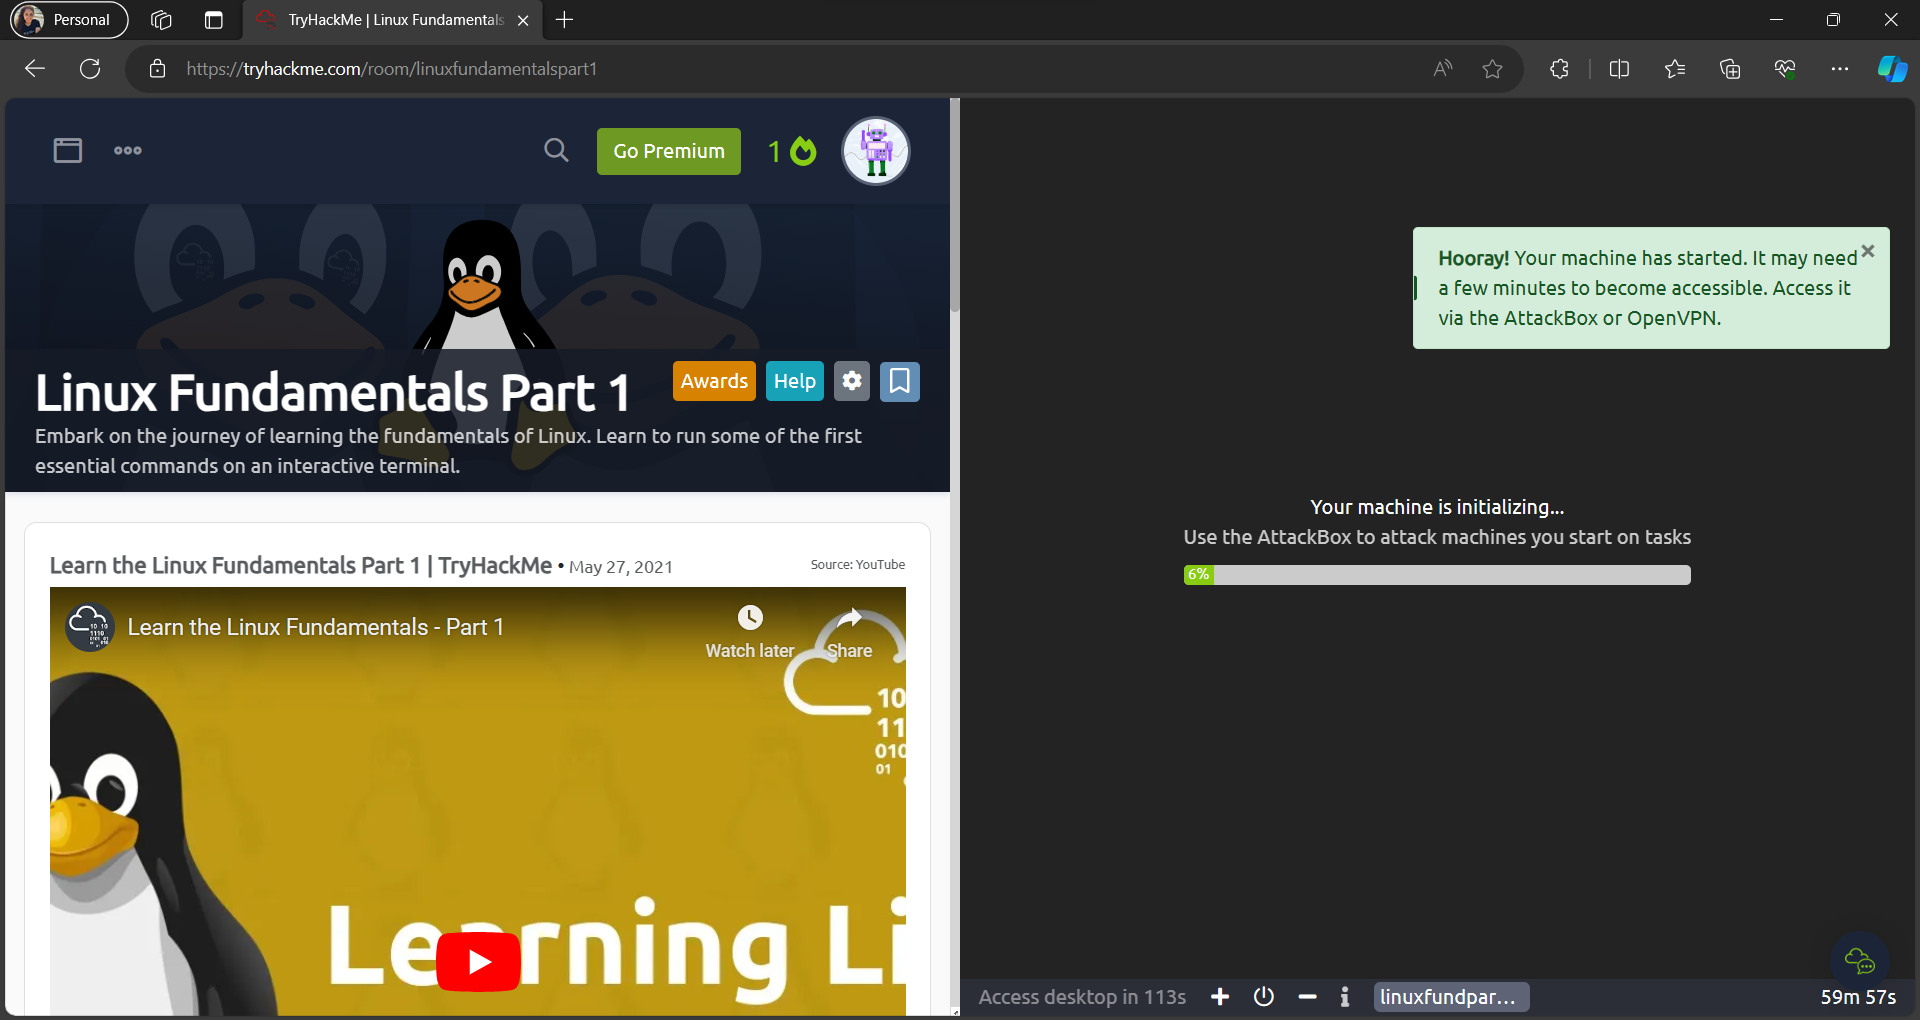 Personal
TryHackMe | Linux Fundamentals
https://tryhackme.com/room/linuxfundamentalspart1
Go Premium
1
Linux Fundamentals Part 1
Awards
Help
Embark on the journey of learning the fundamentals of Linux. Learn to run some of the first
essential commands on an interactive terminal.
Learn the Linux Fundamentals Part 1 | TryHackMe • May 27, 2021
Source: YouTube
Learn the Linux Fundamentals - Part 1
Watch later
Share
10
11
010
01
Learning Li
Hooray! Your machine has started. It may need
a few minutes to become accessible. Access it
via the AttackBox or OpenVPN.
Your machine is initializing...
Use the AttackBox to attack machines you start on tasks
6%
Access desktop in 113s
linuxfundpar...
59m 57s